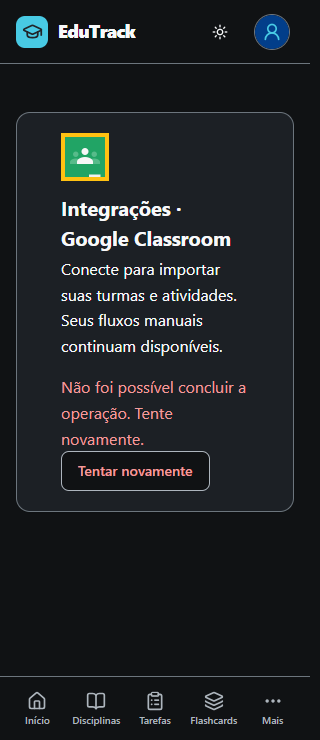 EduTrack
Integrações ·
Google Classroom
Conecte para importar
suas turmas e atividades.
Seus fluxos manuais
continuam disponíveis.
Não foi possível concluir a
operação. Tente
novamente.
Tentar novamente
Início
Disciplinas
Tarefas
Flashcards
Mais